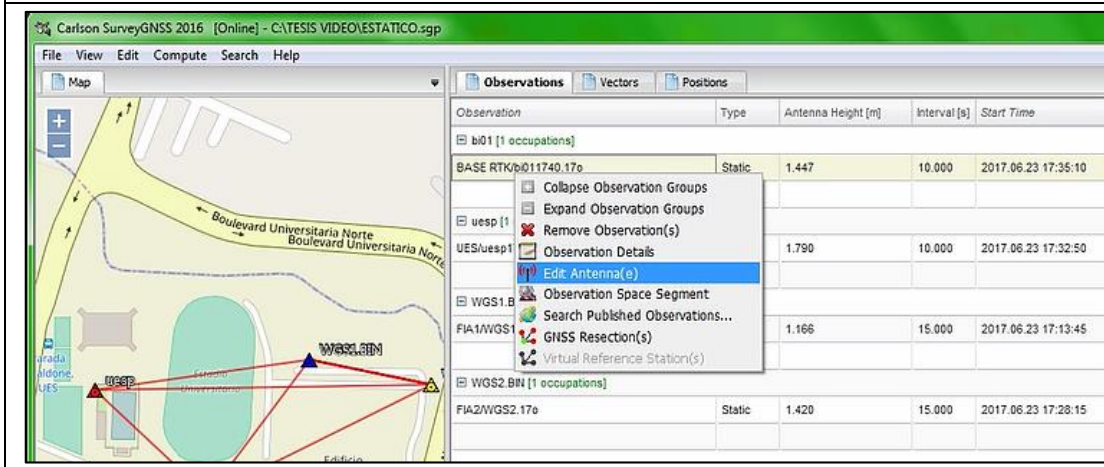 Carlson SurveyGNSS 2016 [Online] - C:\TESIS VIDEO\ESTATICO.sgp
File View Edit Compute Search Help
Map
Observations Vectors Positions
Observation Type Antenna Height [m] Interval [s] Start Time
bi01 [1 occupations]
BASE RTK/bi011740.17o Static 1.447 10.000 2017.06.23 17:35:10
Collapse Observation Groups
Expand Observation Groups
uesp [1
Remove Observation(s)
UES/uesp1 1.790 10.000 2017.06.23 17:32:50
Observation Details
Edit Antenna(e)
Observation Space Segment
WGS1.B
Search Published Observations...
FIA1/WGS1 1.166 15.000 2017.06.23 17:13:45
GNSS Resection(s)
Virtual Reference Station(s)
WGS2.BIN [1 occupations]
FIA2/WGS2.17o Static 1.420 15.000 2017.06.23 17:28:15
+
-
Boulevard Universitaria Norte
Boulevard Universitaria Norte
WGS1.BIN
arada
aldone,
UES
uesp
Estadio
Universitario
Edificio